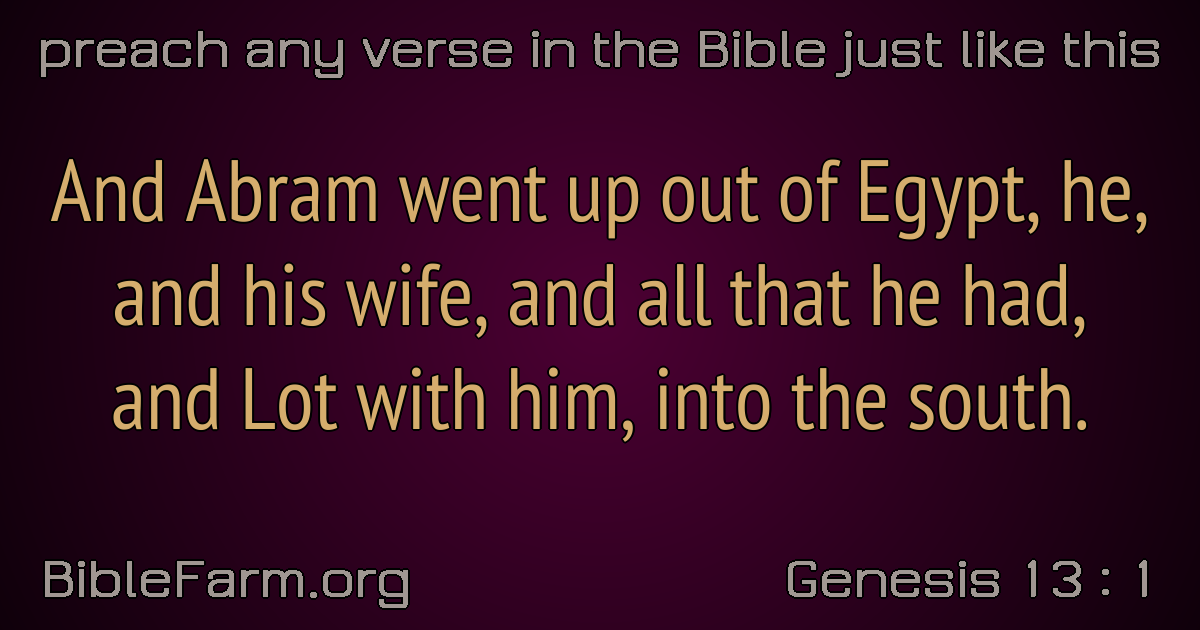 preach any verse in the Bible just like this
And Abram went up out of Egypt, he,
and his wife, and all that he had,
and Lot with him, into the south.
BibleFarm.org
Genesis 13 : 1